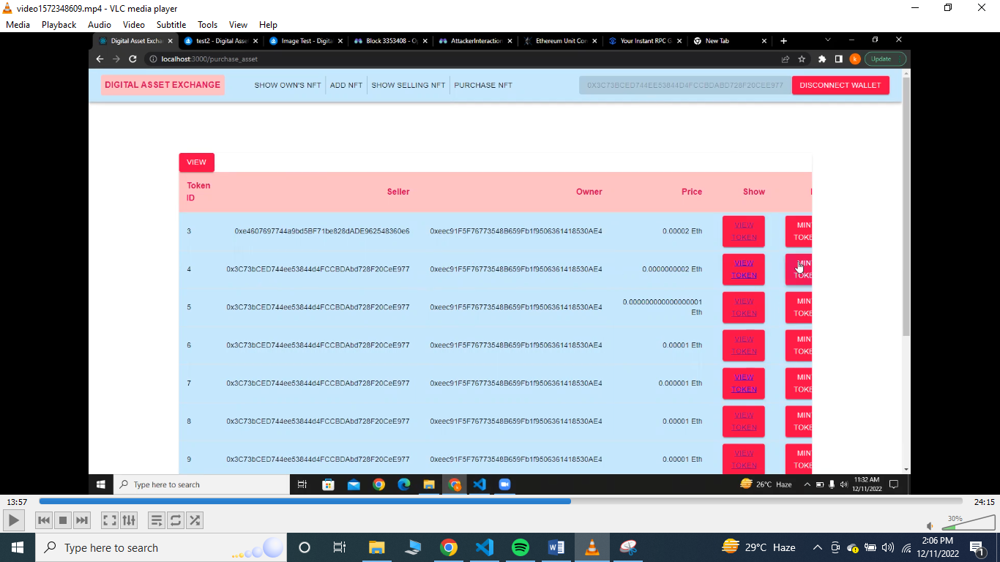 video1572348609.mp4 - VLC media player
Media Playback Audio Video Subtitle Tools View Help
Digital Asset Exchan test2 - Digital Asse Image Test - Digita Block 3353408 - Op AttackerInteraction Ethereum Unit Con Your Instant RPC G New Tab
localhost:3000/purchase_asset k Update
DIGITAL ASSET EXCHANGE SHOW OWN'S NFT ADD NFT SHOW SELLING NFT PURCHASE NFT 0X3C73BCED744EE53844D4FCCBDABD728F20CEE977 DISCONNECT WALLET
VIEW
Token ID Seller Owner Price Show
3 0xe4607697744a9bd5BF71be828dADE962548360e6 0xeec91F5F76773548B659Fb1f9506361418530AE4 0.00002 Eth VIEW TOKEN MIN TOKE
4 0x3C73bCED744ee53844d4FCCBDAbd728F20CeE977 0xeec91F5F76773548B659Fb1f9506361418530AE4 0.0000000002 Eth VIEW TOKEN MIN TOKE
5 0x3C73bCED744ee53844d4FCCBDAbd728F20CeE977 0xeec91F5F76773548B659Fb1f9506361418530AE4 0.000000000000000001 Eth VIEW TOKEN MIN TOKE
6 0x3C73bCED744ee53844d4FCCBDAbd728F20CeE977 0xeec91F5F76773548B659Fb1f9506361418530AE4 0.00001 Eth VIEW TOKEN MIN TOKE
7 0x3C73bCED744ee53844d4FCCBDAbd728F20CeE977 0xeec91F5F76773548B659Fb1f9506361418530AE4 0.000001 Eth VIEW TOKEN MIN TOKE
8 0x3C73bCED744ee53844d4FCCBDAbd728F20CeE977 0xeec91F5F76773548B659Fb1f9506361418530AE4 0.00001 Eth VIEW TOKEN MIN TOKE
9 0x3C73bCED744ee53844d4FCCBDAbd728F20CeE977 0xeec91F5F76773548B659Fb1f9506361418530AE4 0.00001 Eth VIEW TOKEN MIN TOKE
Type here to search 26°C Haze 11:32 AM
12/11/2022
13:57 24:15
30%
Type here to search 29°C Haze 2:06 PM
12/11/2022 1